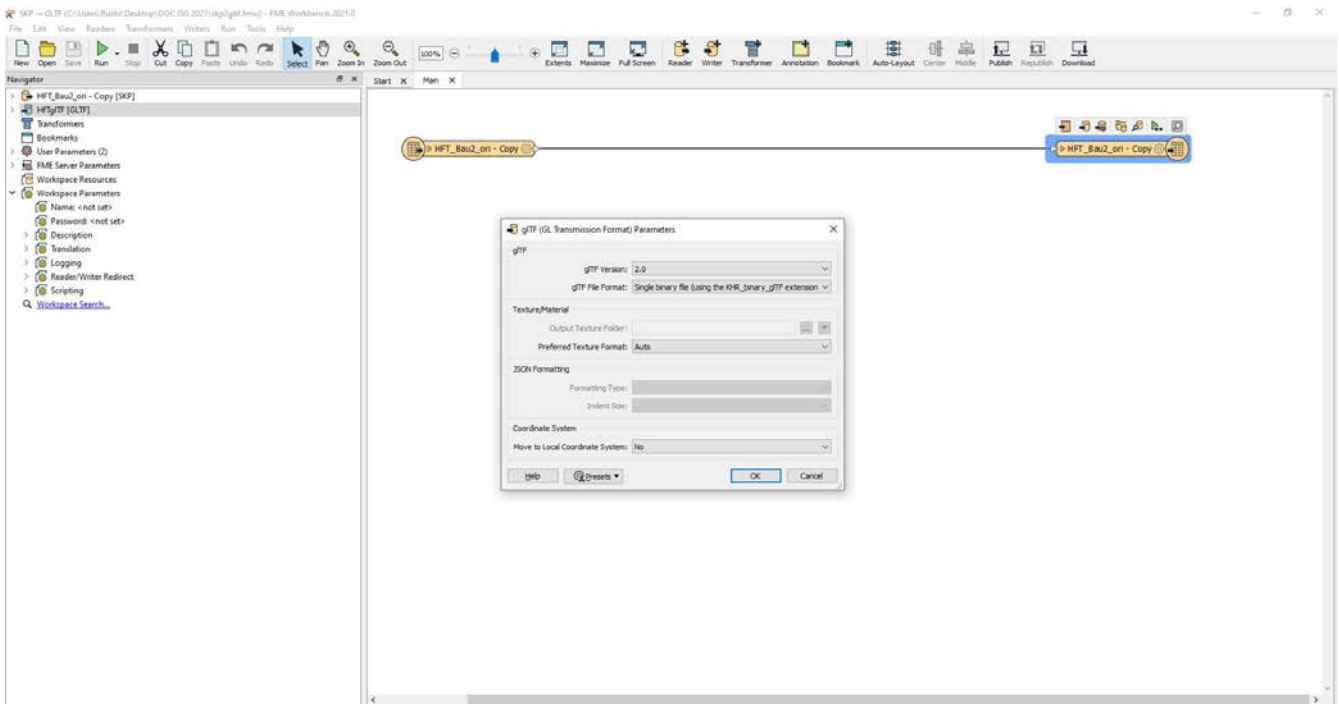 SKP -> GLTF (C:\Users\Rushi\Desktop\OGC ISG 2021\skp2gltf.fmw) - FME Workbench 2021.0
File Edit View Readers Transformers Writers Run Tools Help
New Open Save Run Stop Cut Copy Paste Undo Redo Select Pan Zoom In Zoom Out 100% Extents Maximize Full Screen Reader Writer Transformer Annotation Bookmark Auto-Layout Center Middle Publish Republish Download
Navigator
Start Main
HFT_Bau2_ori - Copy [SKP]
HFTglTF [GLTF]
Transformers
Bookmarks
User Parameters (2)
FME Server Parameters
Workspace Resources
Workspace Parameters
Name: <not set>
Password: <not set>
Description
Translation
Logging
Reader/Writer Redirect
Scripting
Workspace Search...
HFT_Bau2_ori - Copy
HFT_Bau2_ori - Copy
glTF (GL Transmission Format) Parameters
glTF
glTF Version: 2.0
glTF File Format: Single binary file (using the KHR_binary_glTF extension
Texture/Material
Output Texture Folder:
Preferred Texture Format: Auto
JSON Formatting
Formatting Type:
Indent Size:
Coordinate System
Move to Local Coordinate System: No
Help Presets OK Cancel